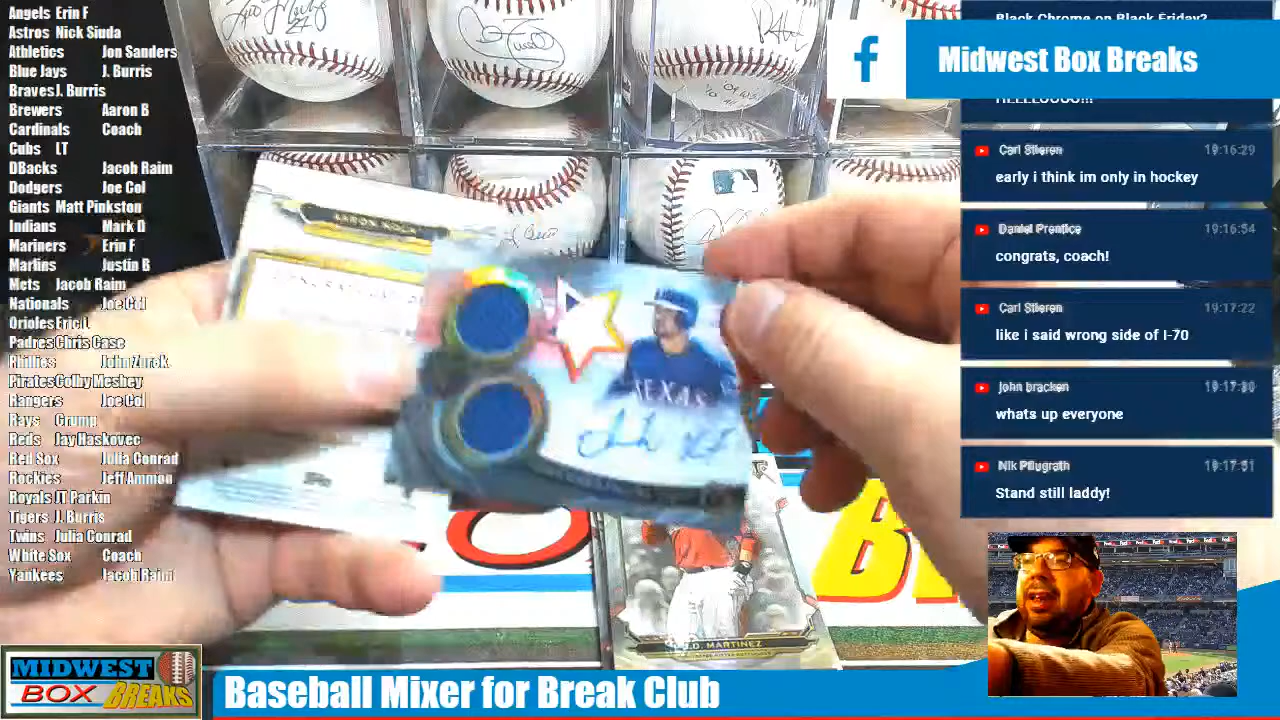 Angels Erin F
Astros Nick Siuda
Athletics Jon Sanders
Blue Jays J. Burris
Braves J. Burris
Brewers Aaron B
Cardinals Coach
Cubs LT
DBacks Jacob Raim
Dodgers Joe Col
Giants Matt Pinkston
Indians Mark D
Mariners Erin F
Marlins Justin B
Mets Jacob Raim
Nationals Joe Col
Orioles Eric L
Padres Chris Case
Phillies John Zurek
Pirates Colby Meshey
Rangers Joe Col
Rays Crump
Reds Jay Haskovec
Red Sox Julia Conrad
Rockies Jeff Ammon
Royals JT Parkin
Tigers J. Burris
Twins Julia Conrad
White Sox Coach
Yankees Jacob Raim
TEXAS
J.D. MARTINEZ
Black Chrome on Black Friday?
Midwest Box Breaks
HELLLOOOO!!!
Carl Stieren 19:16:29
early i think im only in hockey
Daniel Prentice 19:16:54
congrats, coach!
Carl Stieren 19:17:22
like i said wrong side of I-70
john bracken 19:17:30
whats up everyone
Nik Pflugrath 19:17:51
Stand still laddy!
MIDWEST
BOX BREAKS
Baseball Mixer for Break Club